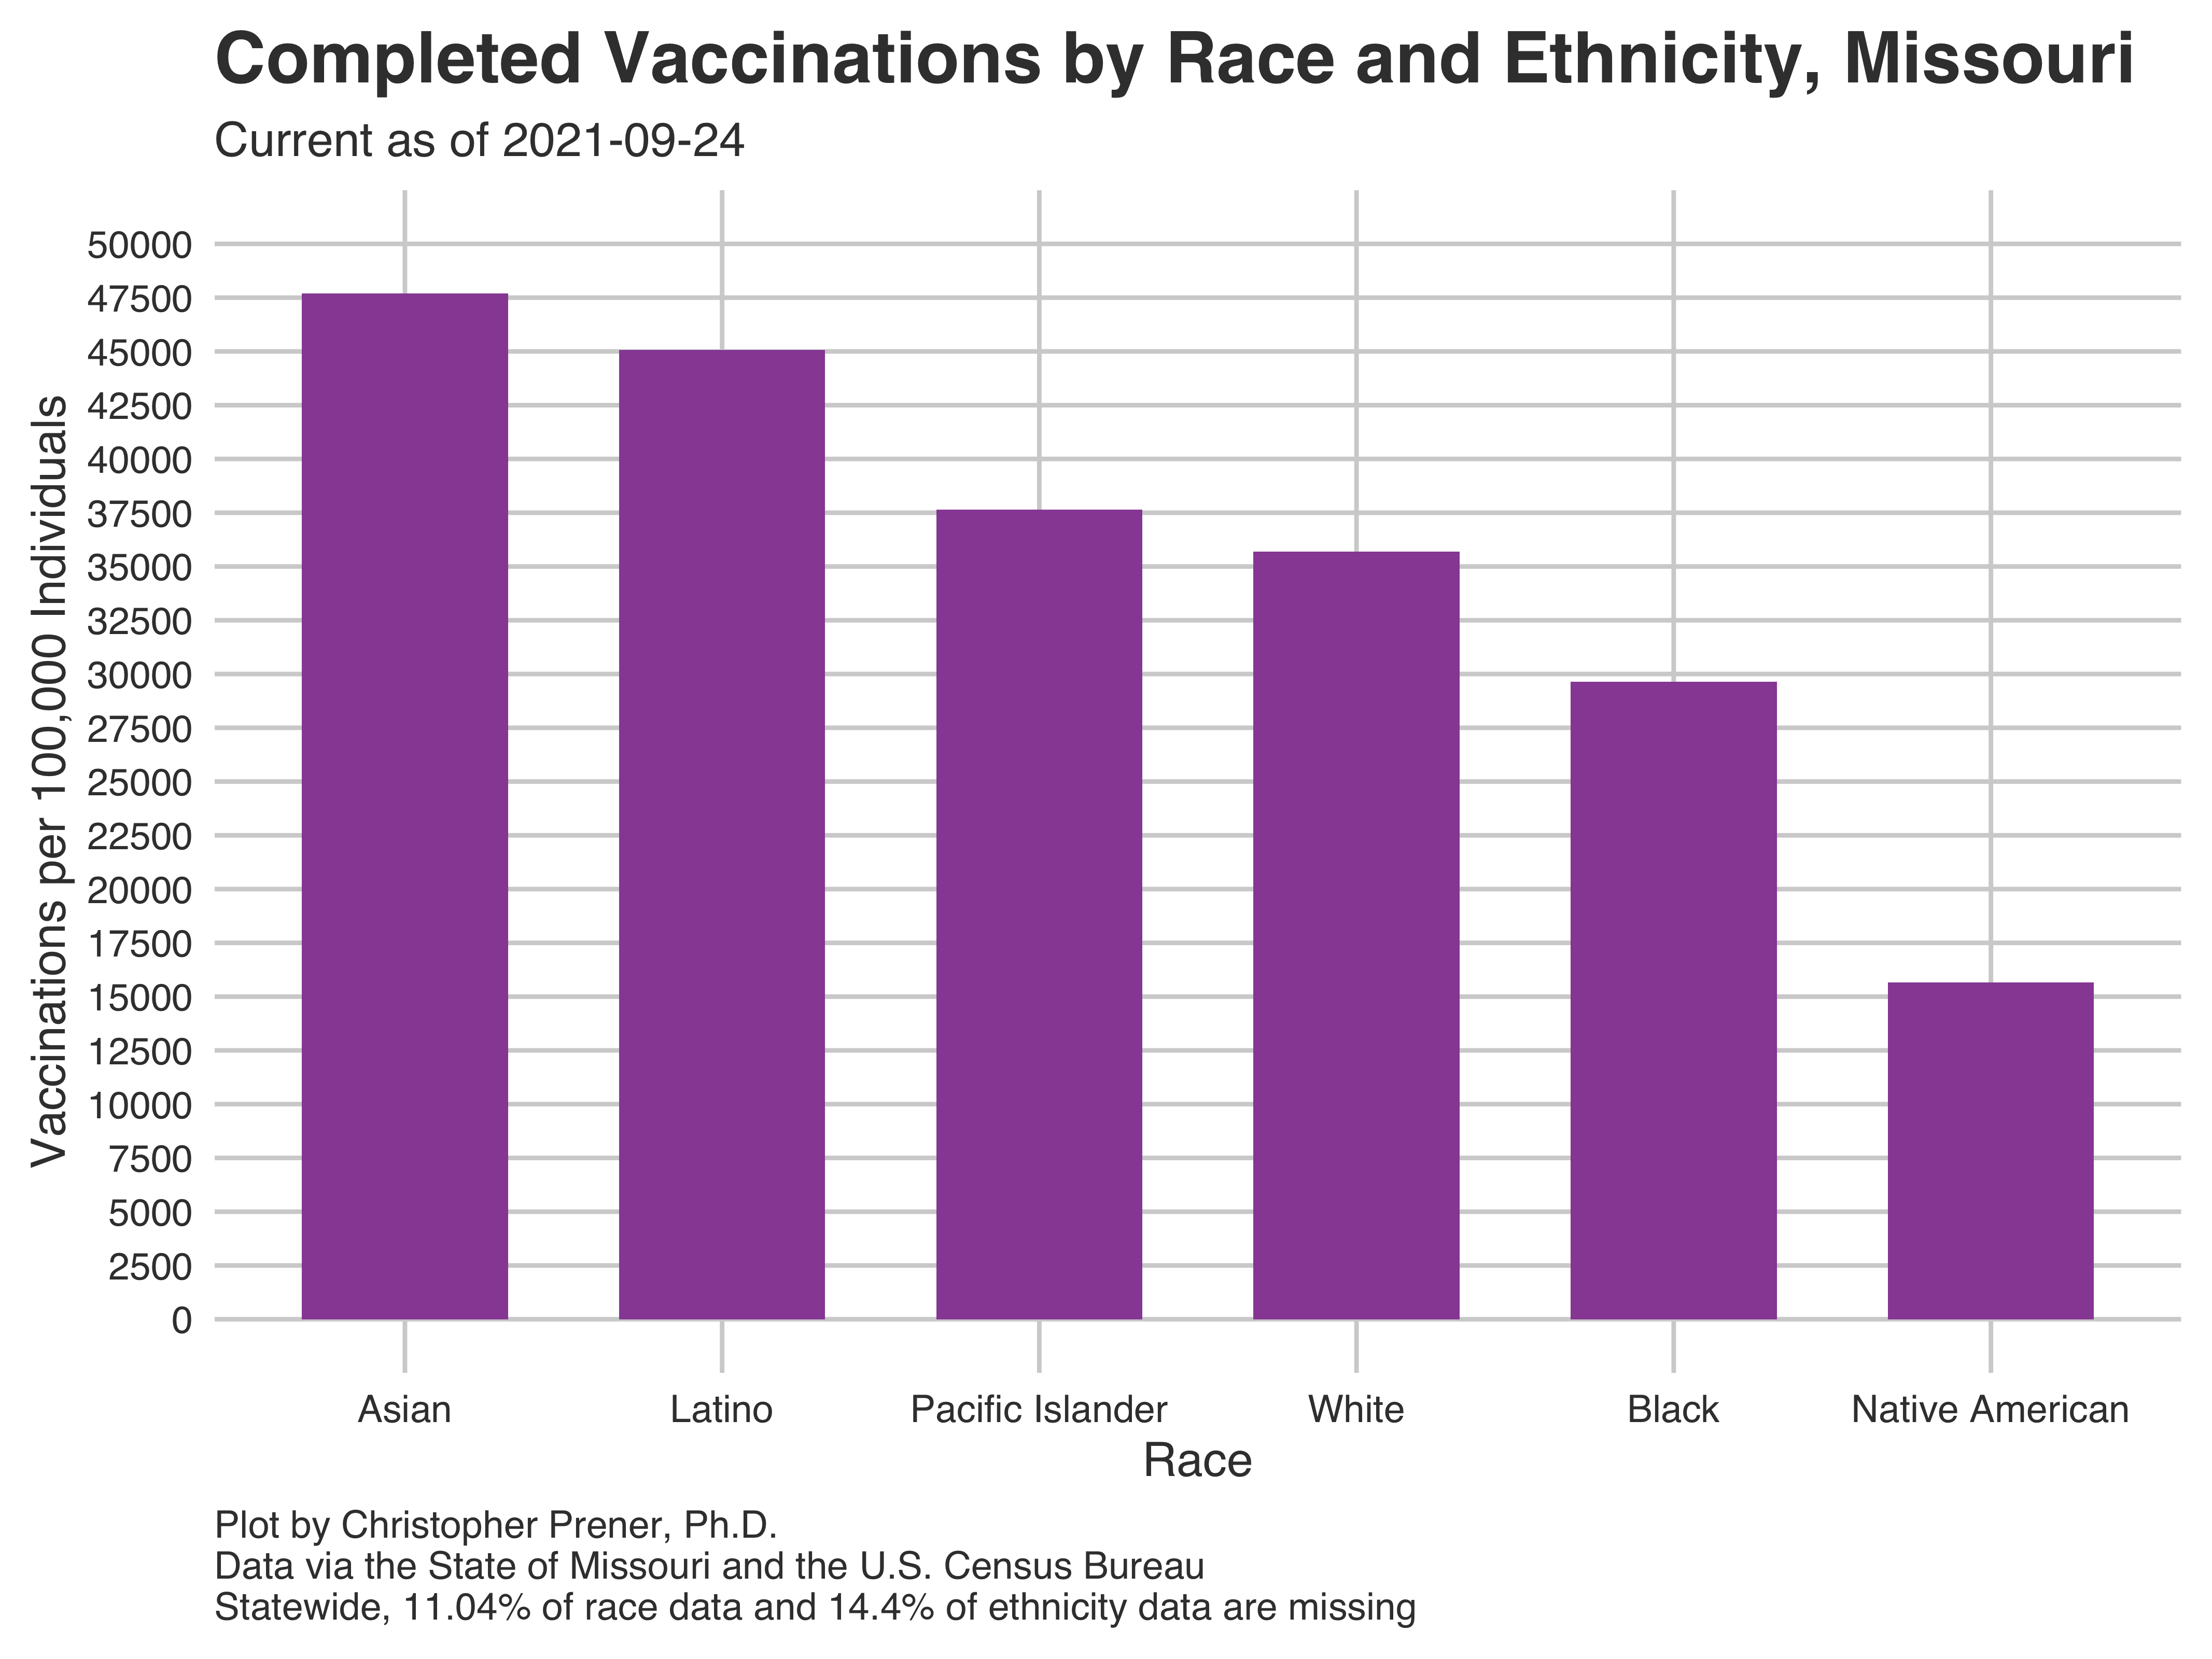 Completed Vaccinations by Race and Ethnicity, Missouri
Current as of 2021-09-24
Vaccinations per 100,000 Individuals
50000
47500
45000
42500
40000
37500
35000
32500
30000
27500
25000
22500
20000
17500
15000
12500
10000
7500
5000
2500
0
Asian Latino Pacific Islander White Black Native American
Race
Plot by Christopher Prener, Ph.D.
Data via the State of Missouri and the U.S. Census Bureau
Statewide, 11.04% of race data and 14.4% of ethnicity data are missing